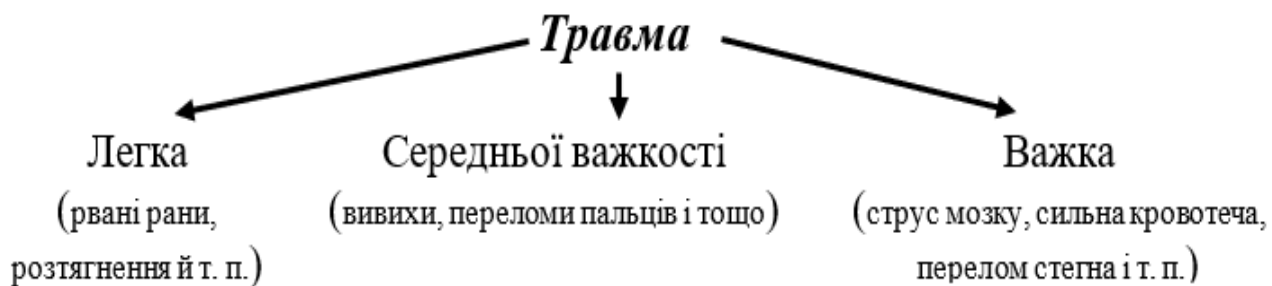 Травма
Легка
(рвані рани,
розтягнення й т. п.)
Середньої важкості
(вивихи, переломи пальців і тощо)
Важка
(струс мозку, сильна кровотеча,
перелом стегна і т. п.)